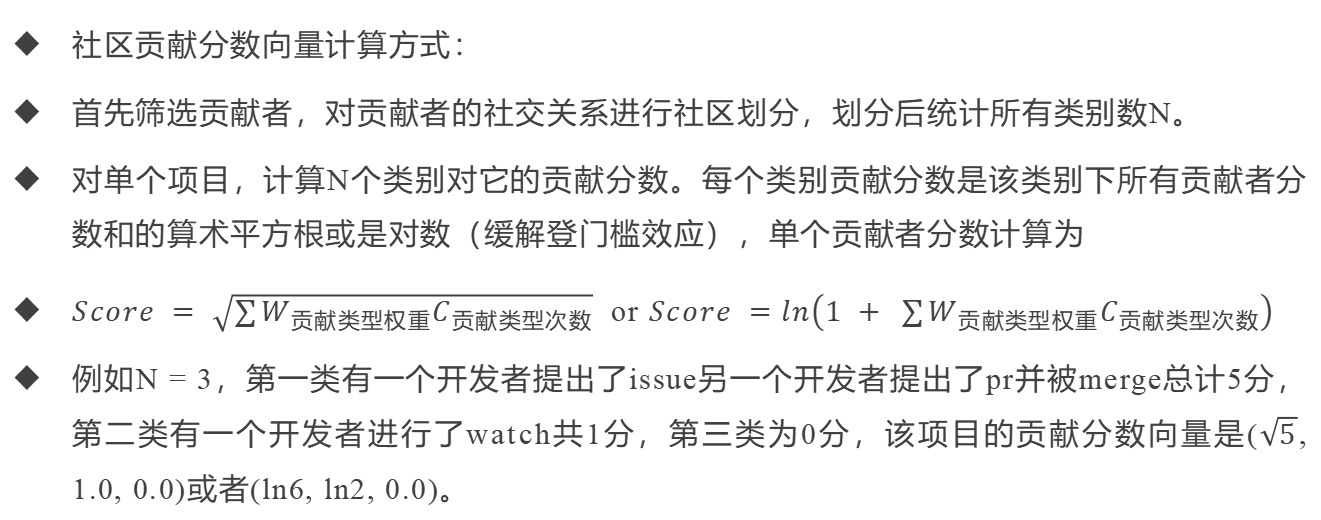 ◆ 社区贡献分数向量计算方式：
◆ 首先筛选贡献者，对贡献者的社交关系进行社区划分，划分后统计所有类别数N。
◆ 对单个项目，计算N个类别对它的贡献分数。每个类别贡献分数是该类别下所有贡献者分
数和的算术平方根或是对数（缓解登门槛效应），单个贡献者分数计算为
◆ Score = √(∑W贡献类型权重C贡献类型次数) or Score = ln(1 + ∑W贡献类型权重C贡献类型次数)
◆ 例如N = 3，第一类有一个开发者提出了issue另一个开发者提出了pr并被merge总计5分，
第二类有一个开发者进行了watch共1分，第三类为0分，该项目的贡献分数向量是(√5,
1.0, 0.0)或者(ln6, ln2, 0.0)。